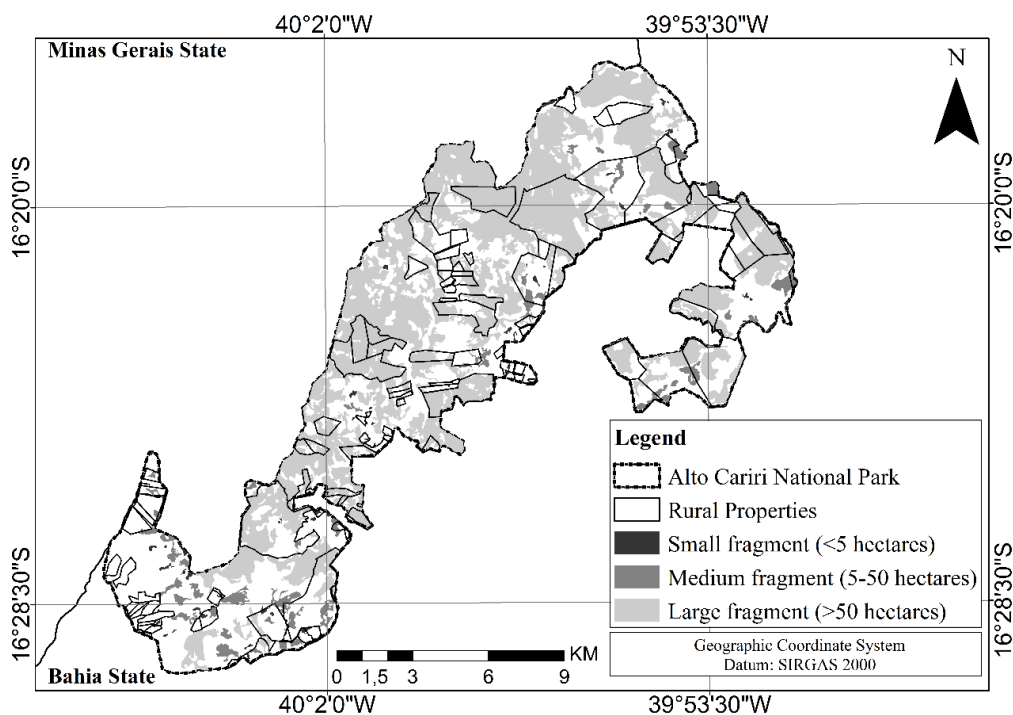 40°2'0"W
39°53'30"W
Minas Gerais State
N
16°20'0"S
16°20'0"S
Legend
Alto Cariri National Park
Rural Properties
Small fragment (<5 hectares)
Medium fragment (5-50 hectares)
Large fragment (>50 hectares)
16°28'30"S
16°28'30"S
Geographic Coordinate System
Datum: SIRGAS 2000
KM
0 1,5 3 6 9
Bahia State
40°2'0"W
39°53'30"W